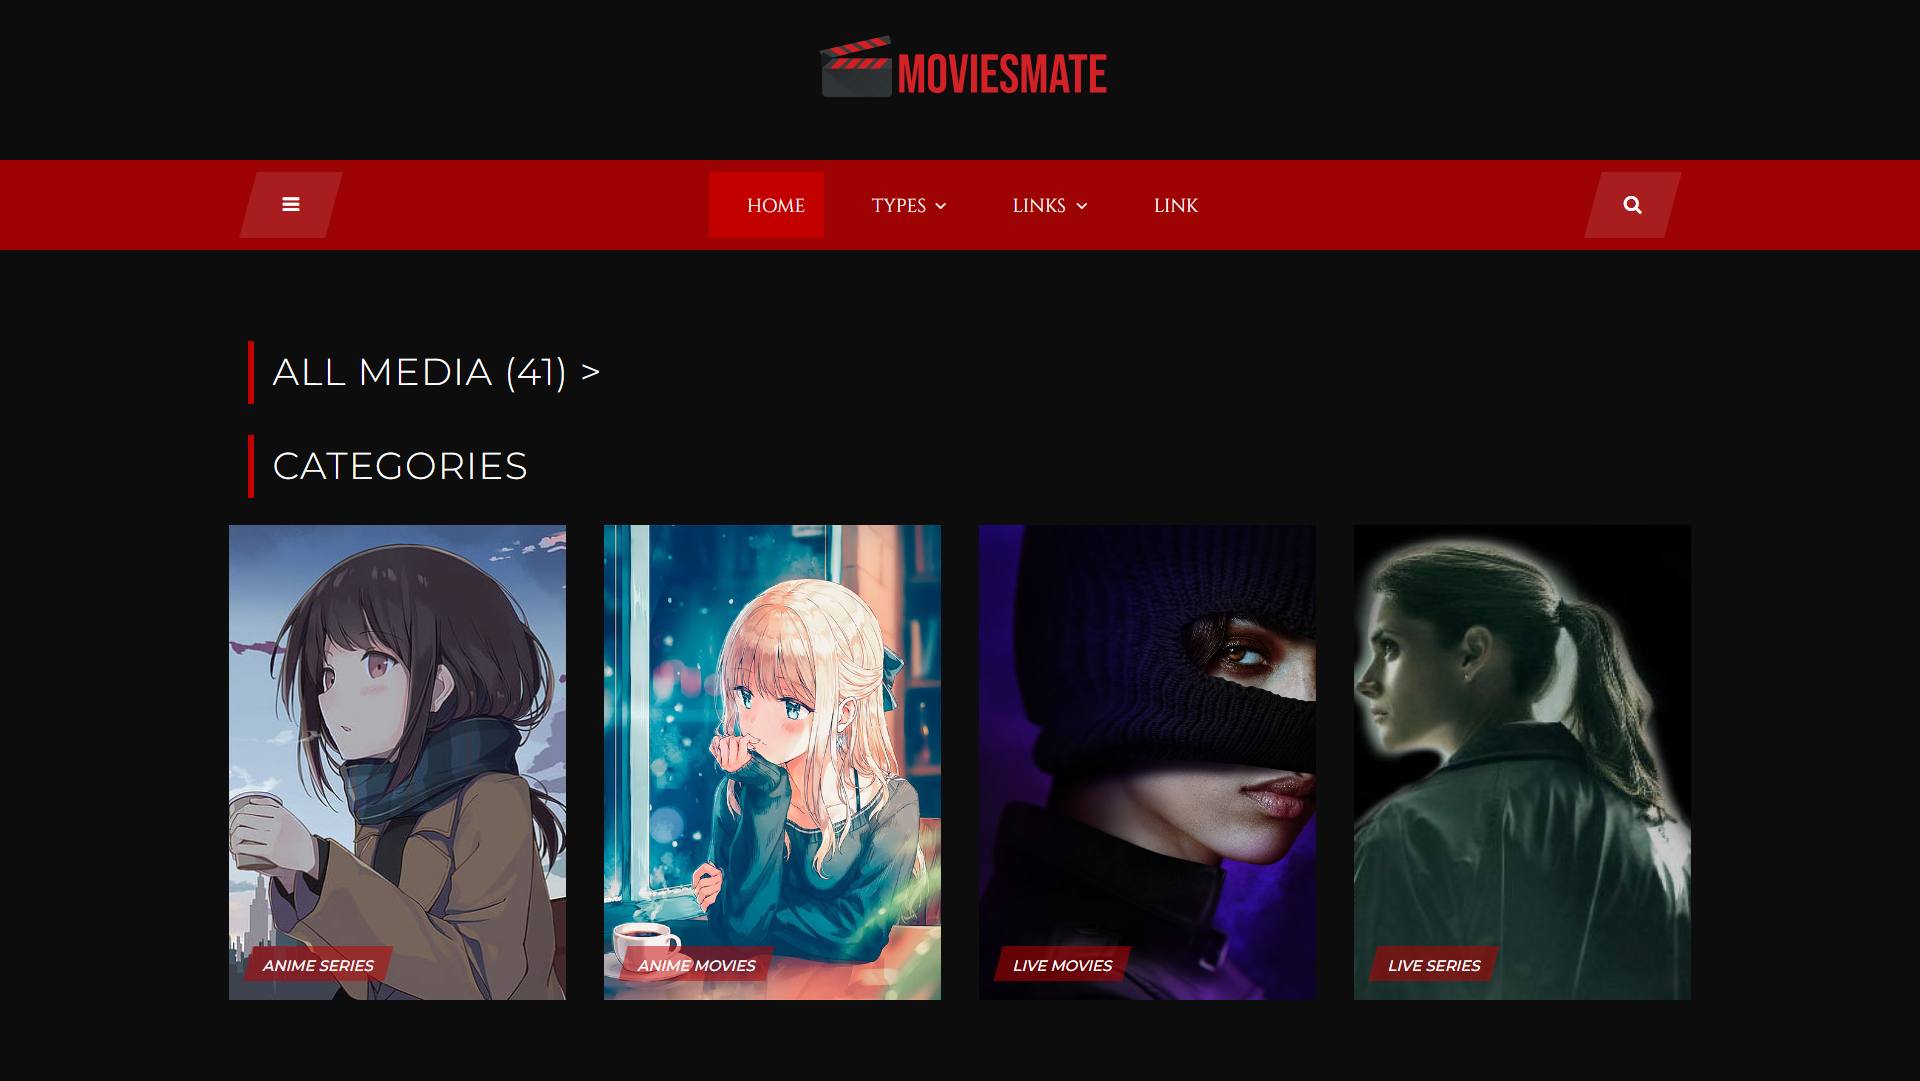 MOVIESMATE
HOME TYPES LINKS LINK
ALL MEDIA (41) >
CATEGORIES
ANIME SERIES
ANIME MOVIES
LIVE MOVIES
LIVE SERIES